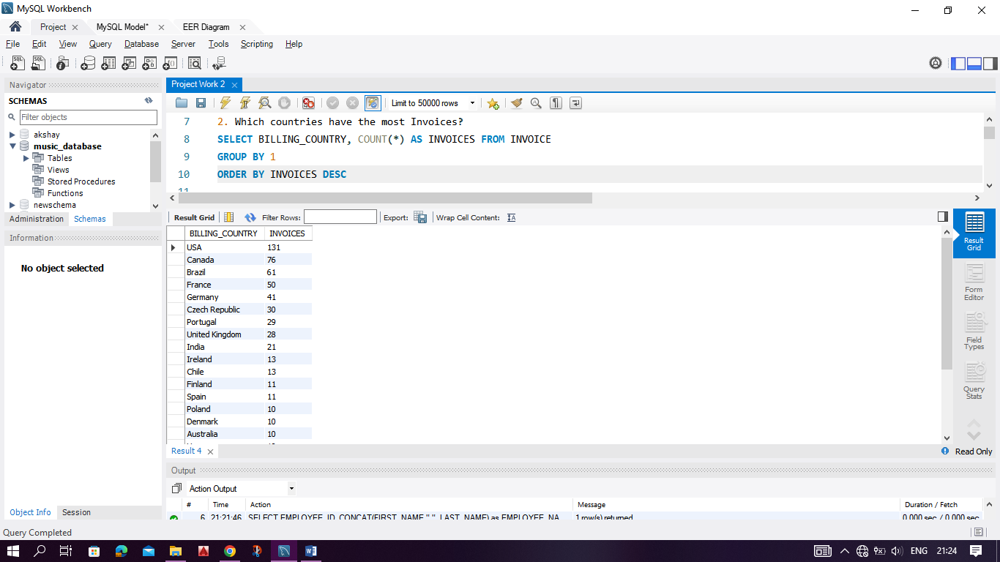 MySQL Workbench
Project MySQL Model* EER Diagram
File Edit View Query Database Server Tools Scripting Help
Navigator
SCHEMAS
Filter objects
akshay
music_database
Tables
Views
Stored Procedures
Functions
newschema
Administration Schemas
Information
No object selected
Object Info Session
Project Work 2
Limit to 50000 rows
7 2. Which countries have the most Invoices?
8 SELECT BILLING_COUNTRY, COUNT(*) AS INVOICES FROM INVOICE
9 GROUP BY 1
10 ORDER BY INVOICES DESC
11
Result Grid Filter Rows: Export: Wrap Cell Content:
BILLING_COUNTRY INVOICES
USA 131
Canada 76
Brazil 61
France 50
Germany 41
Czech Republic 30
Portugal 29
United Kingdom 28
India 21
Ireland 13
Chile 13
Finland 11
Spain 11
Poland 10
Denmark 10
Australia 10
Result Grid
Form Editor
Field Types
Query Stats
Result 4
Read Only
Output
Action Output
# Time Action Message Duration / Fetch
6 21:21:46 SELECT EMPLOYEE_ID, CONCAT(FIRST_NAME," ", LAST_NAME) as EMPLOYEE_NA 1 row(s) returned 0.000 sec / 0.000 sec
Query Completed
ENG 21:24